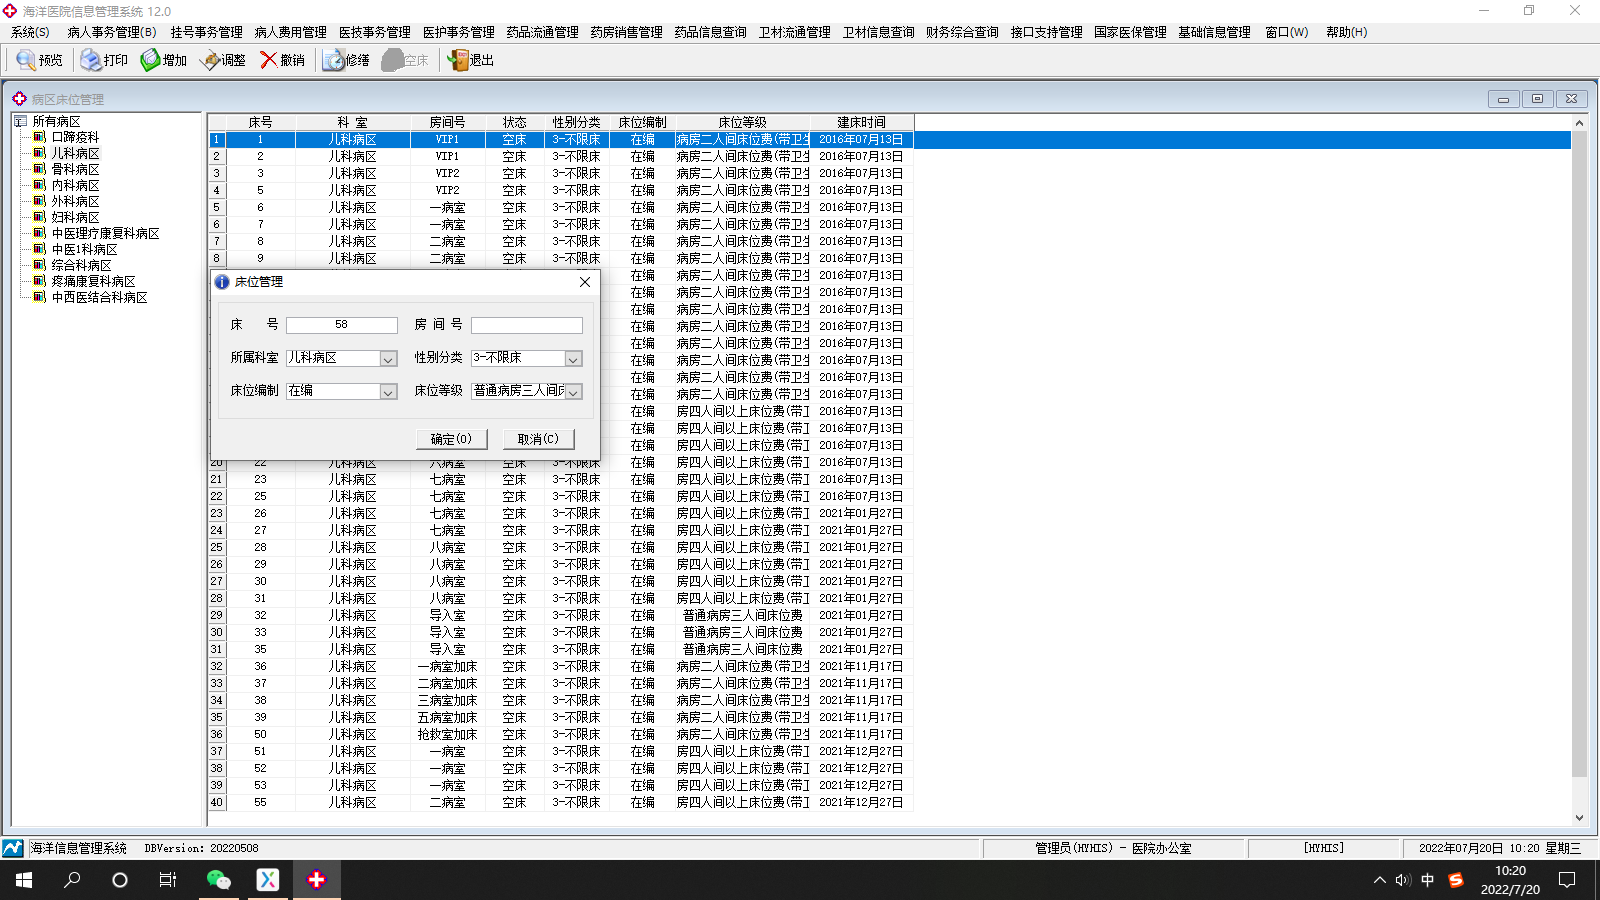 海洋医院信息管理系统 12.0
系统(S) 病人事务管理(B) 挂号事务管理 病人费用管理 医技事务管理 医护事务管理 药品流通管理 药房销售管理 药品信息查询 卫材流通管理 卫材信息查询 财务综合查询 接口支持管理 国家医保管理 基础信息管理 窗口(W) 帮助(H)
预览 打印 增加 调整 撤销 修缮 空床 退出
病区床位管理
所有病区
口蹄疫科
儿科病区
骨科病区
内科病区
外科病区
妇科病区
中医理疗康复科病区
中医1科病区
综合科病区
疼痛康复科病区
中西医结合科病区
床号 科 室 房间号 状态 性别分类 床位编制 床位等级 建床时间
1 1 儿科病区 VIP1 空床 3-不限床 在编 病房二人间床位费(带卫生 2016年07月13日
2 2 儿科病区 VIP1 空床 3-不限床 在编 病房二人间床位费(带卫生 2016年07月13日
3 3 儿科病区 VIP2 空床 3-不限床 在编 病房二人间床位费(带卫生 2016年07月13日
4 5 儿科病区 VIP2 空床 3-不限床 在编 病房二人间床位费(带卫生 2016年07月13日
5 6 儿科病区 一病室 空床 3-不限床 在编 病房二人间床位费(带卫生 2016年07月13日
6 7 儿科病区 一病室 空床 3-不限床 在编 病房二人间床位费(带卫生 2016年07月13日
7 8 儿科病区 二病室 空床 3-不限床 在编 病房二人间床位费(带卫生 2016年07月13日
8 9 儿科病区 二病室 空床 3-不限床 在编 病房二人间床位费(带卫生 2016年07月13日
在编 病房二人间床位费(带卫生 2016年07月13日
在编 病房二人间床位费(带卫生 2016年07月13日
在编 病房二人间床位费(带卫生 2016年07月13日
在编 病房二人间床位费(带卫生 2016年07月13日
在编 病房二人间床位费(带卫生 2016年07月13日
在编 病房二人间床位费(带卫生 2016年07月13日
在编 病房二人间床位费(带卫生 2016年07月13日
在编 病房二人间床位费(带卫生 2016年07月13日
在编 房四人间以上床位费(带卫 2016年07月13日
在编 房四人间以上床位费(带卫 2016年07月13日
在编 房四人间以上床位费(带卫 2016年07月13日
20 22 儿科病区 六病室 空床 3-不限床 在编 房四人间以上床位费(带卫 2016年07月13日
21 23 儿科病区 七病室 空床 3-不限床 在编 房四人间以上床位费(带卫 2016年07月13日
22 25 儿科病区 七病室 空床 3-不限床 在编 房四人间以上床位费(带卫 2016年07月13日
23 26 儿科病区 七病室 空床 3-不限床 在编 房四人间以上床位费(带卫 2021年01月27日
24 27 儿科病区 七病室 空床 3-不限床 在编 房四人间以上床位费(带卫 2021年01月27日
25 28 儿科病区 八病室 空床 3-不限床 在编 房四人间以上床位费(带卫 2021年01月27日
26 29 儿科病区 八病室 空床 3-不限床 在编 房四人间以上床位费(带卫 2021年01月27日
27 30 儿科病区 八病室 空床 3-不限床 在编 房四人间以上床位费(带卫 2021年01月27日
28 31 儿科病区 八病室 空床 3-不限床 在编 房四人间以上床位费(带卫 2021年01月27日
29 32 儿科病区 导入室 空床 3-不限床 在编 普通病房三人间床位费 2021年01月27日
30 33 儿科病区 导入室 空床 3-不限床 在编 普通病房三人间床位费 2021年01月27日
31 35 儿科病区 导入室 空床 3-不限床 在编 普通病房三人间床位费 2021年01月27日
32 36 儿科病区 一病室加床 空床 3-不限床 在编 病房二人间床位费(带卫生 2021年11月17日
33 37 儿科病区 二病室加床 空床 3-不限床 在编 病房二人间床位费(带卫生 2021年11月17日
34 38 儿科病区 三病室加床 空床 3-不限床 在编 病房二人间床位费(带卫生 2021年11月17日
35 39 儿科病区 五病室加床 空床 3-不限床 在编 病房二人间床位费(带卫生 2021年11月17日
36 50 儿科病区 抢救室加床 空床 3-不限床 在编 病房二人间床位费(带卫生 2021年11月17日
37 51 儿科病区 一病室 空床 3-不限床 在编 房四人间以上床位费(带卫 2021年12月27日
38 52 儿科病区 一病室 空床 3-不限床 在编 房四人间以上床位费(带卫 2021年12月27日
39 53 儿科病区 一病室 空床 3-不限床 在编 房四人间以上床位费(带卫 2021年12月27日
40 55 儿科病区 二病室 空床 3-不限床 在编 房四人间以上床位费(带卫 2021年12月27日
床位管理
床 号 58 房 间 号
所属科室 儿科病区 性别分类 3-不限床
床位编制 在编 床位等级 普通病房三人间床
确定(O) 取消(C)
海洋信息管理系统 DBVersion: 20220508 管理员(HYHIS) - 医院办公室 [HYHIS] 2022年07月20日 10:20 星期三
中 10:20
2022/7/20